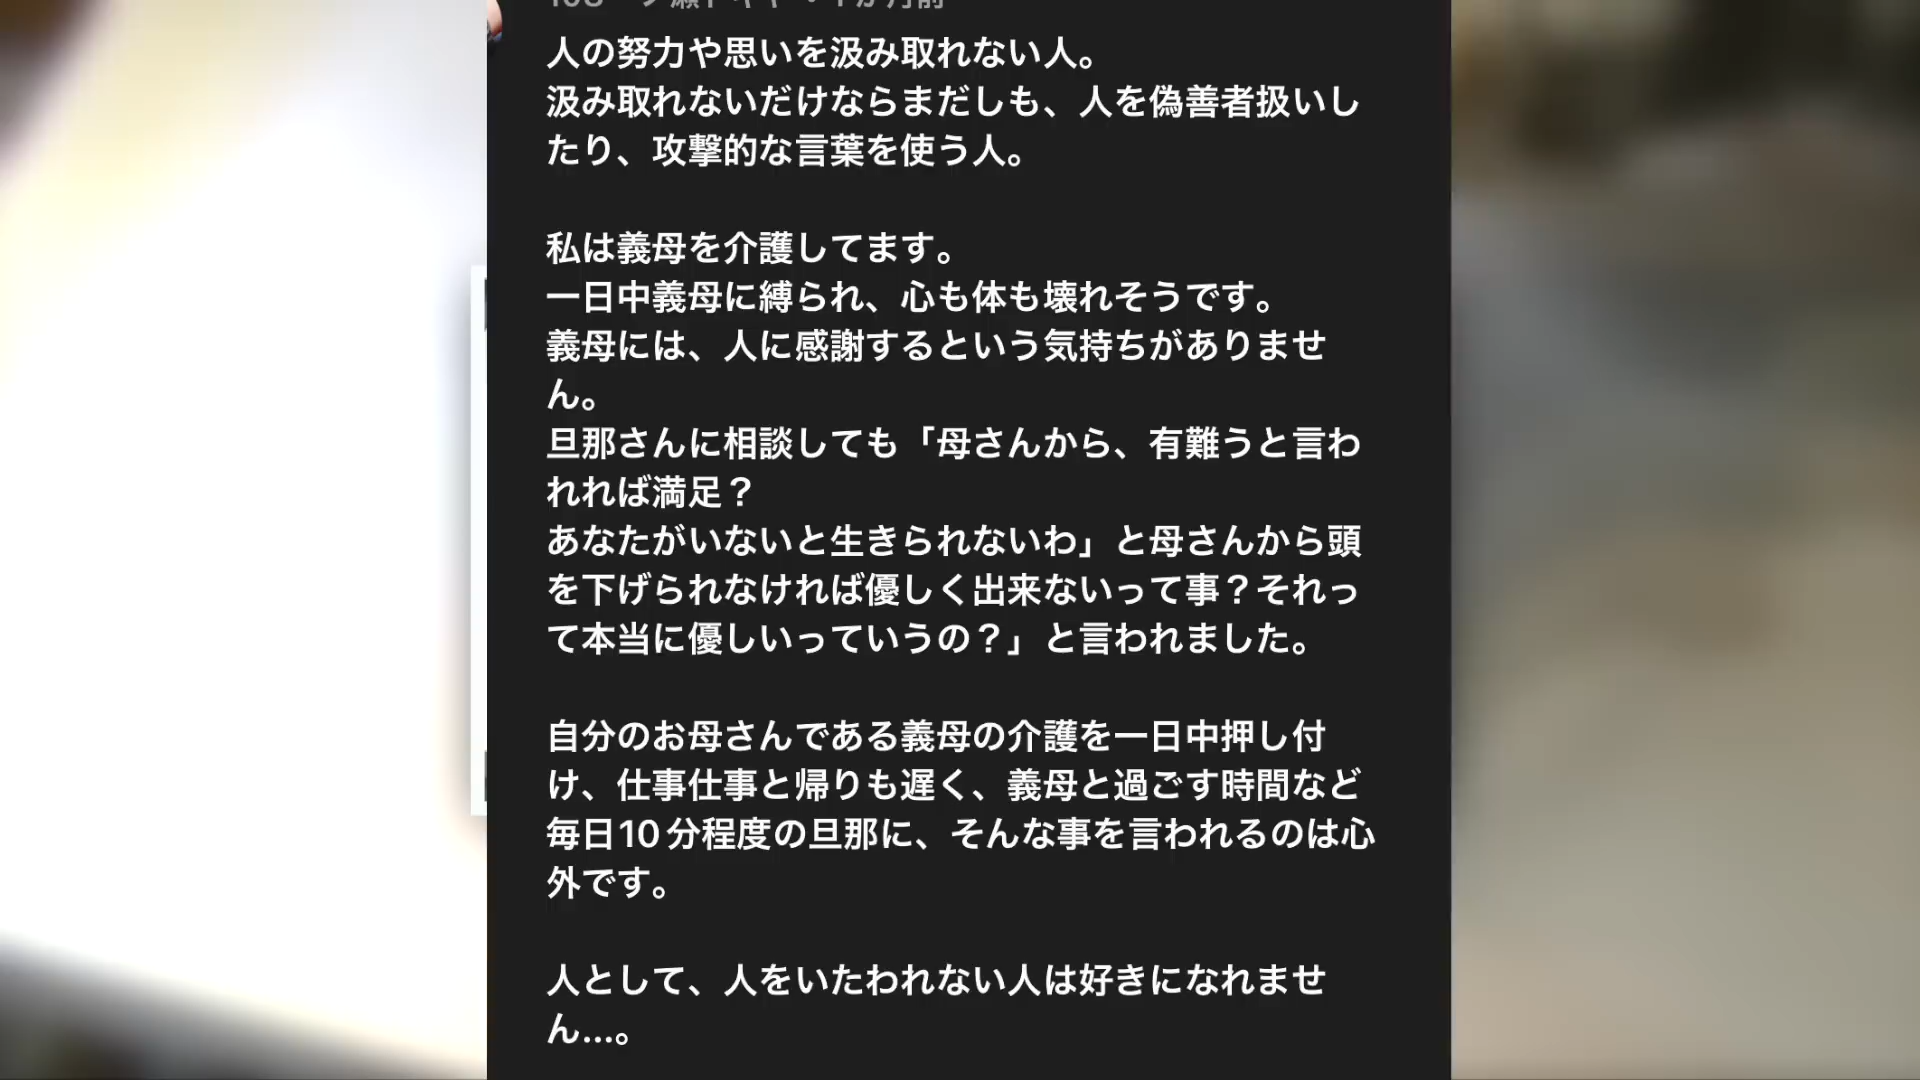 人の努力や思いを汲み取れない人。
汲み取れないだけならまだしも、人を偽善者扱いし
たり、攻撃的な言葉を使う人。
私は義母を介護してます。
一日中義母に縛られ、心も体も壊れそうです。
義母には、人に感謝するという気持ちがありませ
ん。
旦那さんに相談しても「母さんから、有難うと言わ
れれば満足？
あなたがいないと生きられないわ」と母さんから頭
を下げられなければ優しく出来ないって事？それっ
て本当に優しいっていうの？」と言われました。
自分のお母さんである義母の介護を一日中押し付
け、仕事仕事と帰りも遅く、義母と過ごす時間など
毎日10分程度の旦那に、そんな事を言われるのは心
外です。
人として、人をいたわれない人は好きになれませ
ん...。